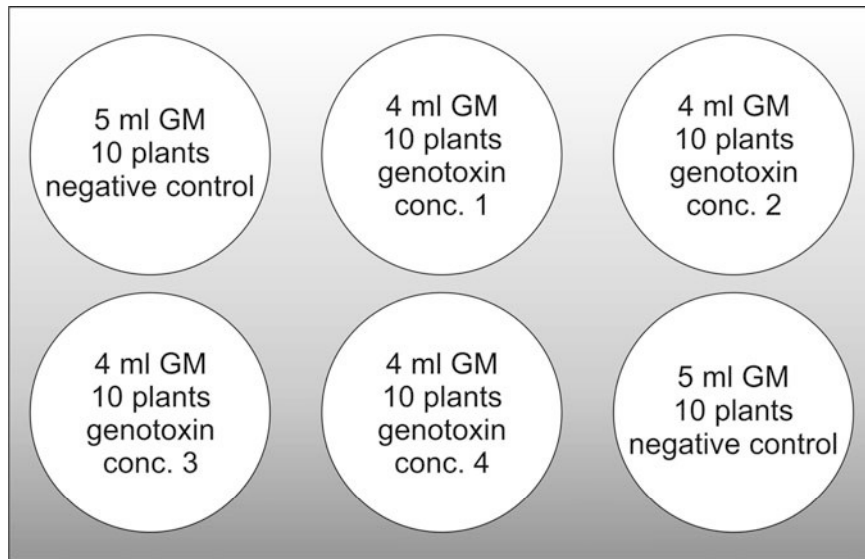 5 ml GM
10 plants
negative control
4 ml GM
10 plants
genotoxin
conc. 1
4 ml GM
10 plants
genotoxin
conc. 2
4 ml GM
10 plants
genotoxin
conc. 3
4 ml GM
10 plants
genotoxin
conc. 4
5 ml GM
10 plants
negative control